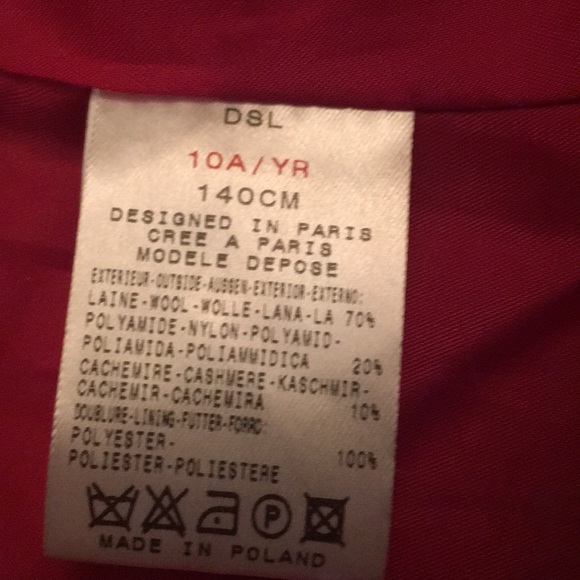 DSL
10A/YR
140CM
DESIGNED IN PARIS
CREE A PARIS
MODELE DEPOSE
EXTERIEUR-OUTSIDE-AUSSEN-EXTERIOR-EXTERNO:
LAINE-WOOL-WOLLE-LANA-LA 70%
POLYAMIDE-NYLON-POLYAMID-
POLIAMIDA-POLIAMMIDICA 20%
CACHEMIRE-CASHMERE-KASCHMIR-
CACHEMIR-CACHEMIRA 10%
DOUBLURE-LINING-FUTTER-FORRO-
POLYESTER-
POLIESTER-POLIESTERE 100%
P
MADE IN POLAND